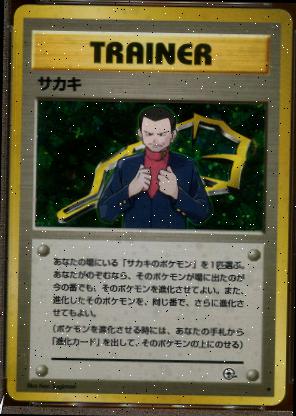 TRAINER
サカキ
あなたの場にいる「サカキのポケモン」を1匹選ぶ。
あなたがのぞむなら、そのポケモンが場に出たのが
今の番でも、そのポケモンを進化させてよい。また、
進化したそのポケモンを、同じ番で、さらに進化さ
せてもよい。
(ポケモンを進化させる時には、あなたの手札から
「進化カード」を出して、そのポケモンの上にのせる)